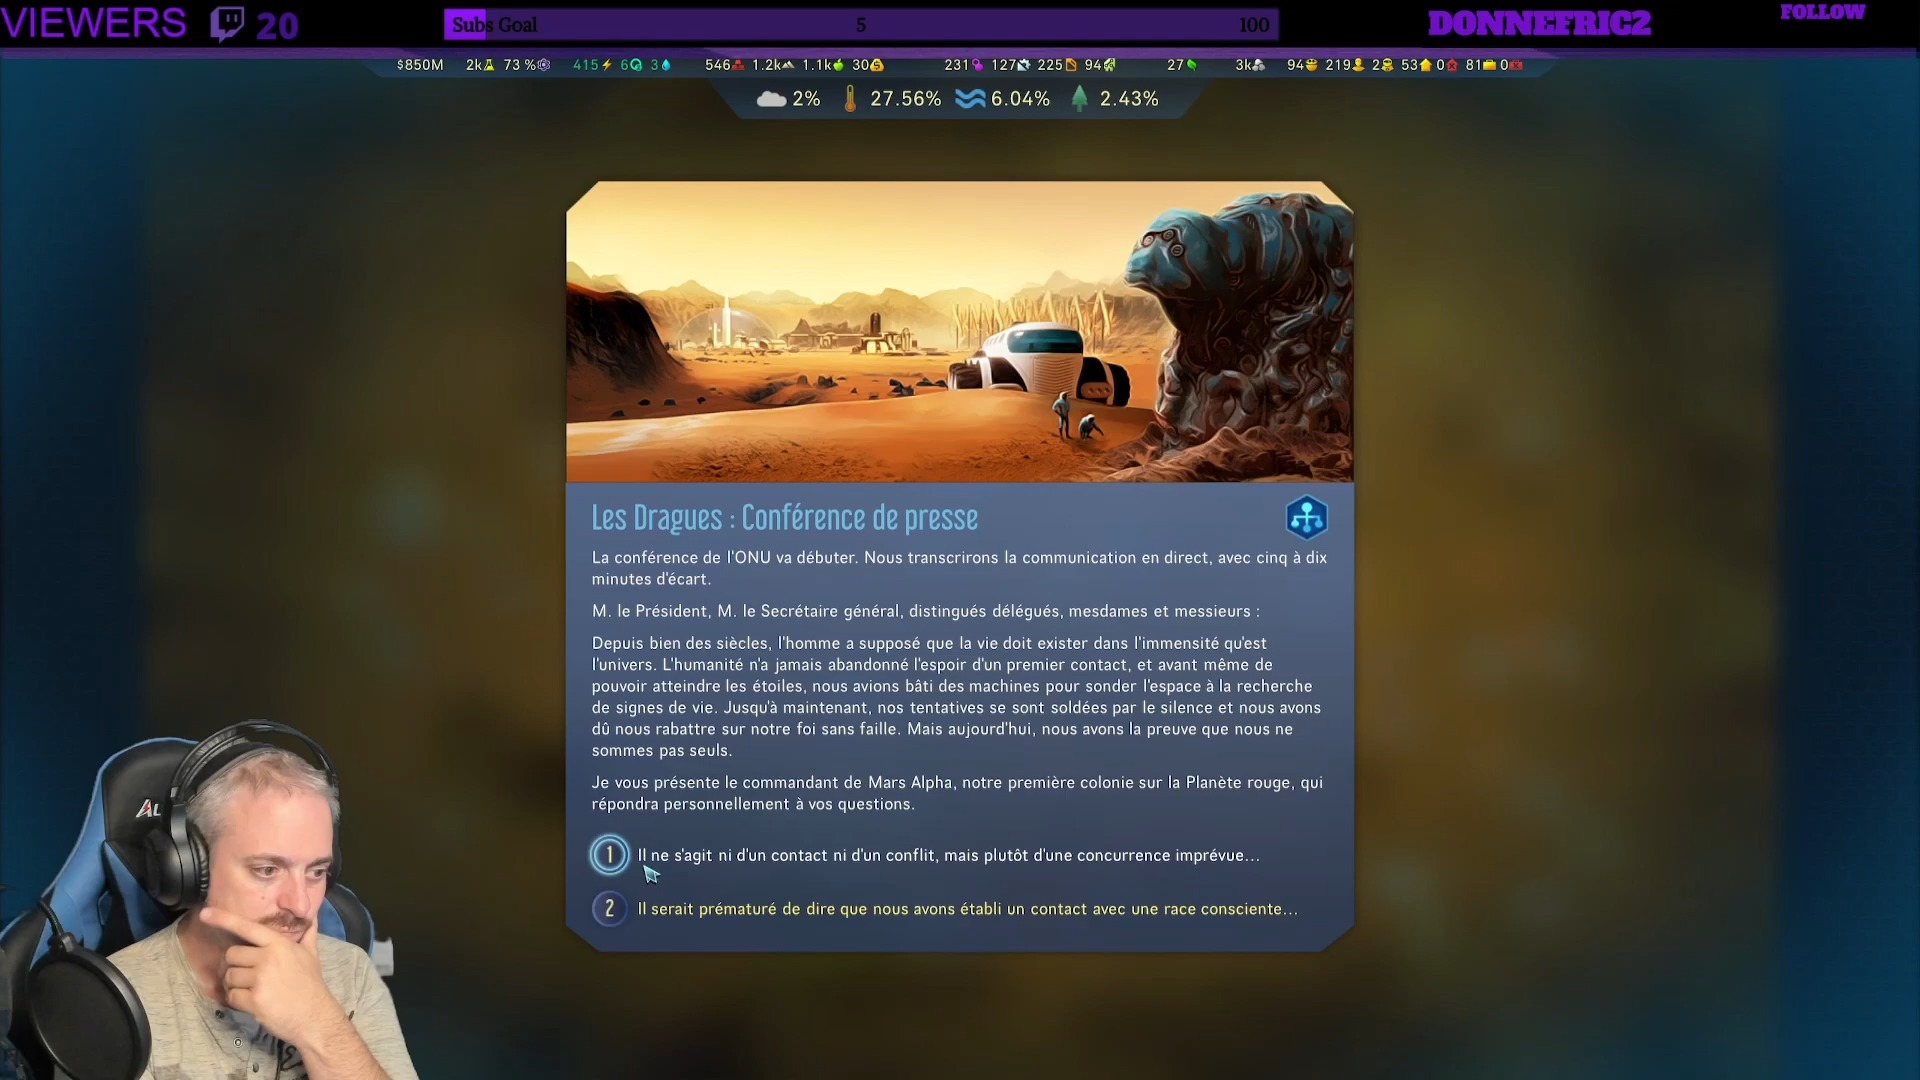 VIEWERS 20
Subs Goal 5 100
DONNEFRIC2
FOLLOW
$850M 2k 73 % 415 6 3 546 1.2k 1.1k 30 231 127 225 94 27 3k 94 219 2 53 0 81 0
2% 27.56% 6.04% 2.43%
Les Dragues : Conférence de presse
La conférence de l'ONU va débuter. Nous transcrirons la communication en direct, avec cinq à dix
minutes d'écart.
M. le Président, M. le Secrétaire général, distingués délégués, mesdames et messieurs :
Depuis bien des siècles, l'homme a supposé que la vie doit exister dans l'immensité qu'est
l'univers. L'humanité n'a jamais abandonné l'espoir d'un premier contact, et avant même de
pouvoir atteindre les étoiles, nous avions bâti des machines pour sonder l'espace à la recherche
de signes de vie. Jusqu'à maintenant, nos tentatives se sont soldées par le silence et nous avons
dû nous rabattre sur notre foi sans faille. Mais aujourd'hui, nous avons la preuve que nous ne
sommes pas seuls.
Je vous présente le commandant de Mars Alpha, notre première colonie sur la Planète rouge, qui
répondra personnellement à vos questions.
1 Il ne s'agit ni d'un contact ni d'un conflit, mais plutôt d'une concurrence imprévue...
2 Il serait prématuré de dire que nous avons établi un contact avec une race consciente...